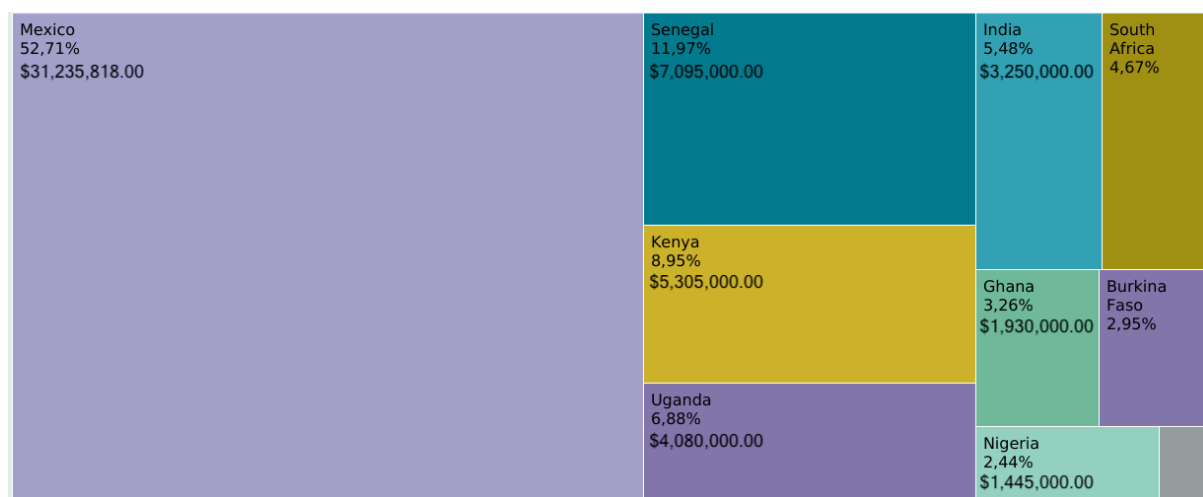 Mexico
52,71%
$31,235,818.00
Senegal
11,97%
$7,095,000.00
Kenya
8,95%
$5,305,000.00
Uganda
6,88%
$4,080,000.00
India
5,48%
$3,250,000.00
South
Africa
4,67%
Ghana
3,26%
$1,930,000.00
Burkina
Faso
2,95%
Nigeria
2,44%
$1,445,000.00